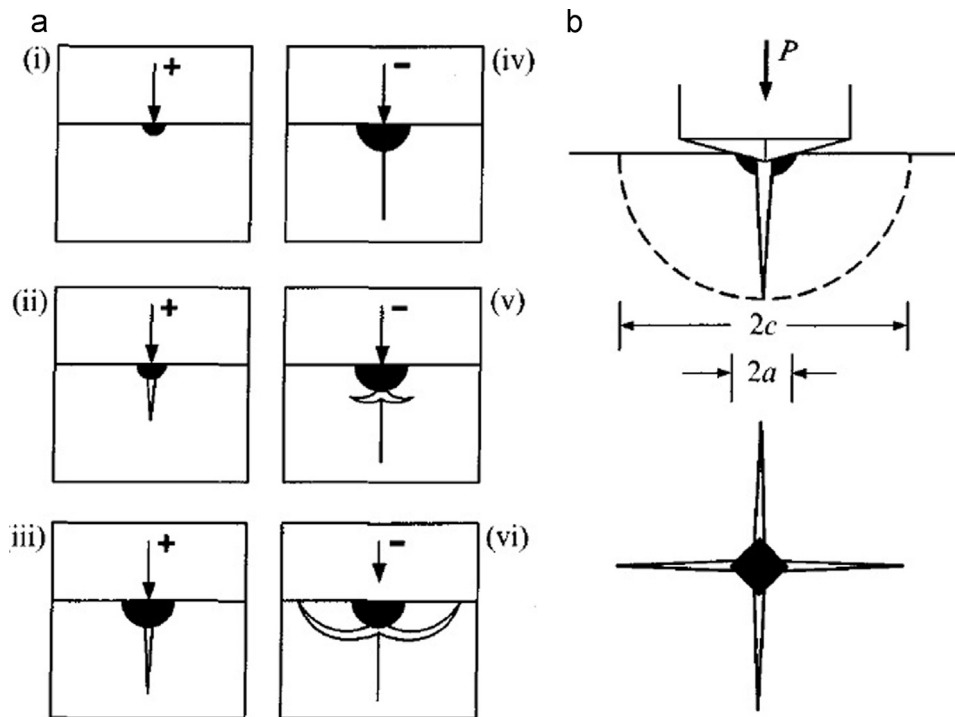 a
(i)
+
(iv)
-
(ii)
+
(v)
-
iii)
+
(vi)
-
b
P
2c
2a